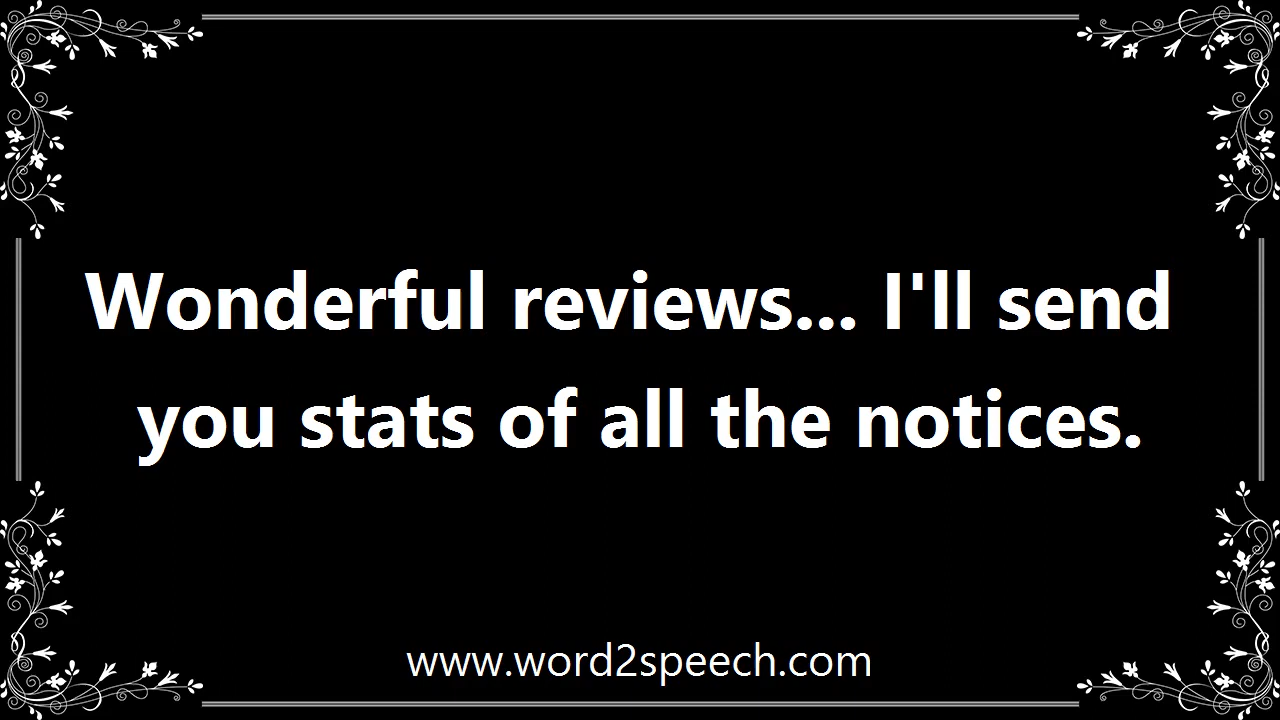 Wonderful reviews... I'll send
you stats of all the notices.
www.word2speech.com